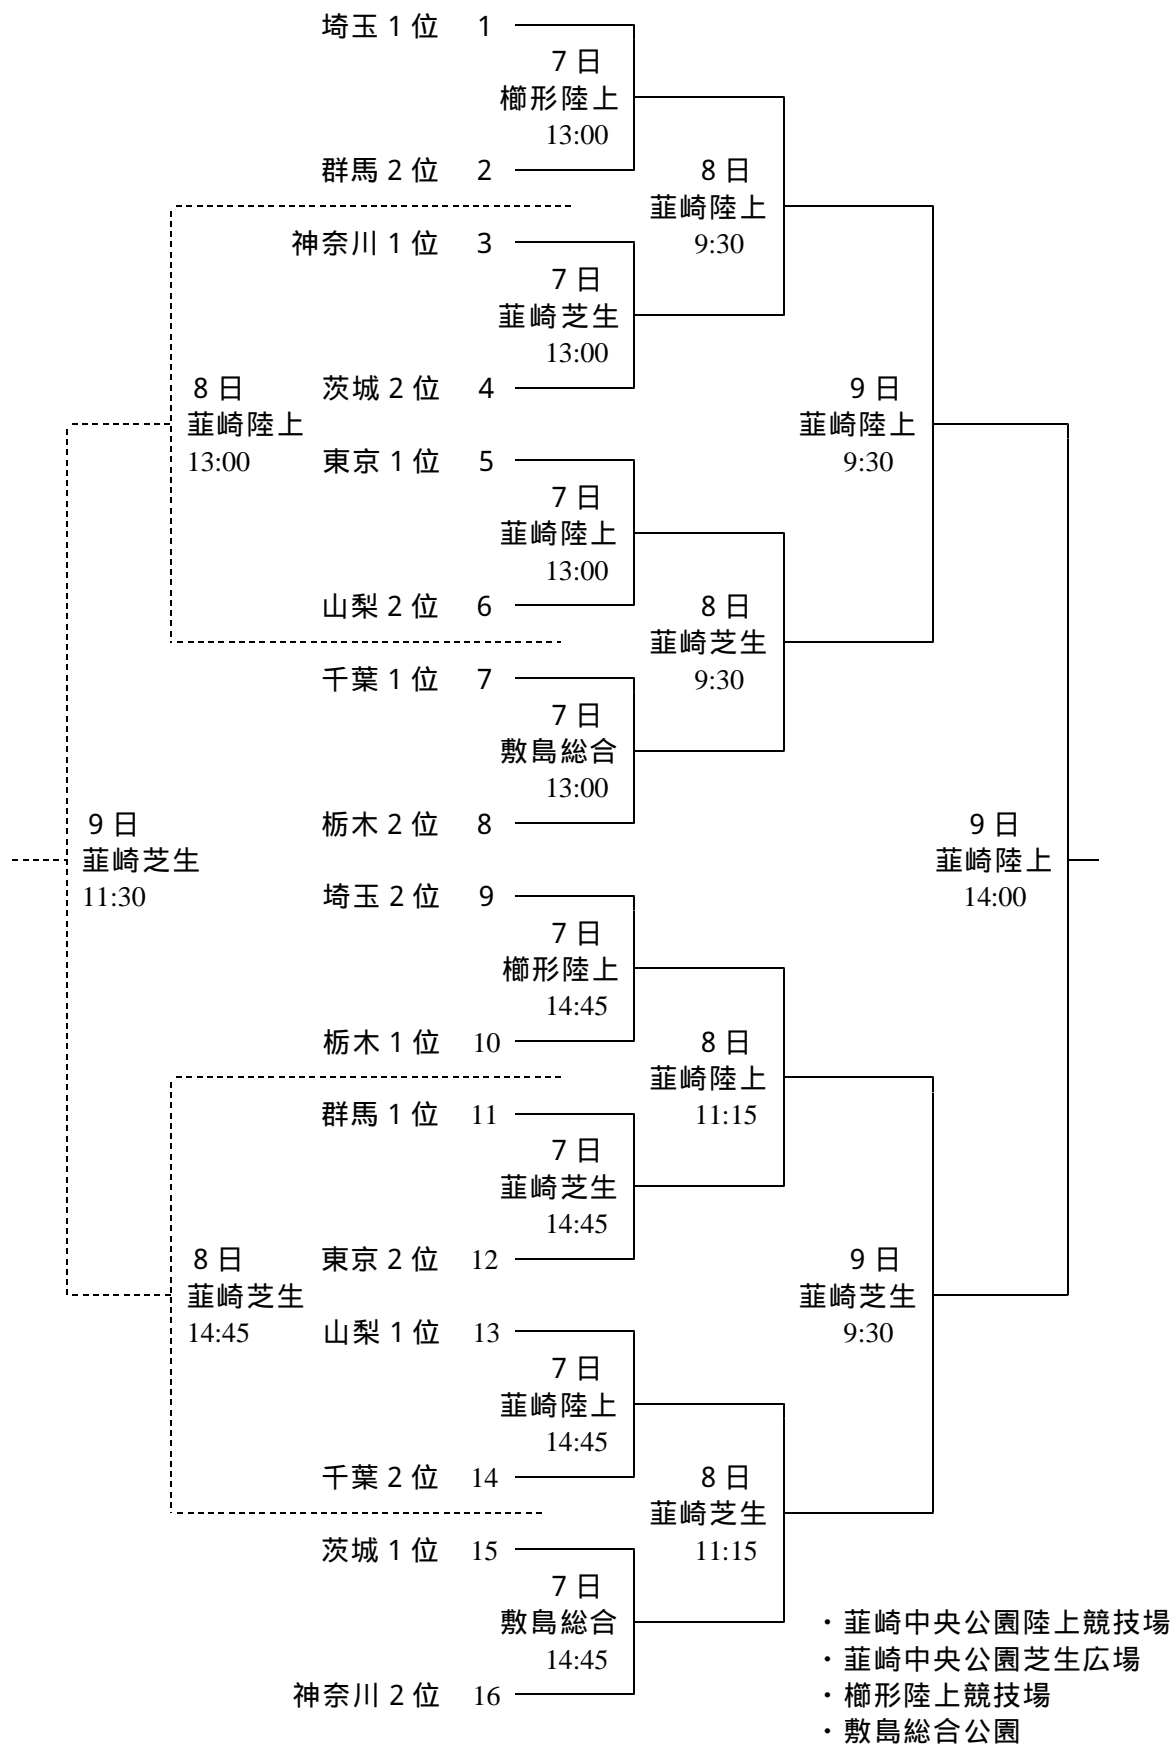 埼玉１位 1
7日
櫛形陸上
13:00
群馬２位 2
8日
韮崎陸上
9:30
神奈川１位 3
7日
韮崎芝生
13:00
茨城２位 4
8日
韮崎陸上
13:00
9日
韮崎陸上
9:30
東京１位 5
7日
韮崎陸上
13:00
山梨２位 6
8日
韮崎芝生
9:30
千葉１位 7
7日
敷島総合
13:00
栃木２位 8
9日
韮崎芝生
11:30
9日
韮崎陸上
14:00
埼玉２位 9
7日
櫛形陸上
14:45
栃木１位 10
8日
韮崎陸上
11:15
群馬１位 11
7日
韮崎芝生
14:45
東京２位 12
8日
韮崎芝生
14:45
9日
韮崎芝生
9:30
山梨１位 13
7日
韮崎陸上
14:45
千葉２位 14
8日
韮崎芝生
11:15
茨城１位 15
7日
敷島総合
14:45
神奈川２位 16
・韮崎中央公園陸上競技場
・韮崎中央公園芝生広場
・櫛形陸上競技場
・敷島総合公園